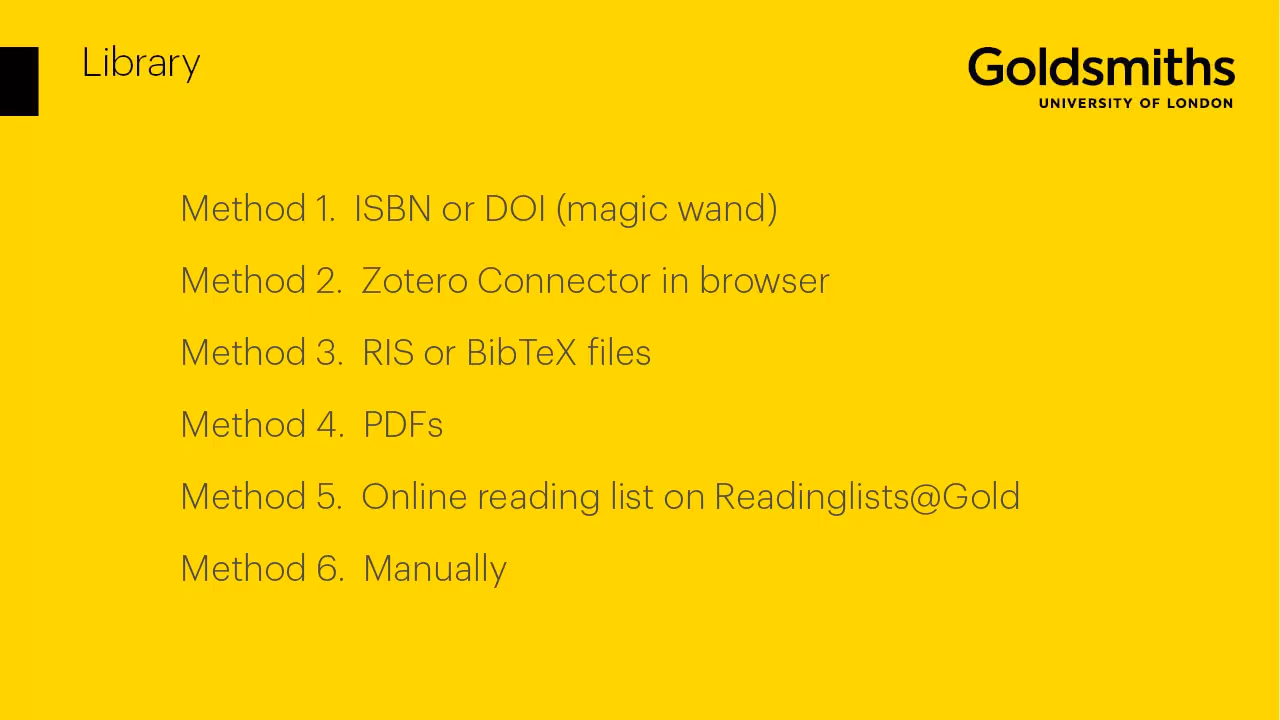 Library
Goldsmiths
UNIVERSITY OF LONDON
Method 1.  ISBN or DOI (magic wand)
Method 2.  Zotero Connector in browser
Method 3.  RIS or BibTeX files
Method 4.  PDFs
Method 5.  Online reading list on Readinglists@Gold
Method 6.  Manually